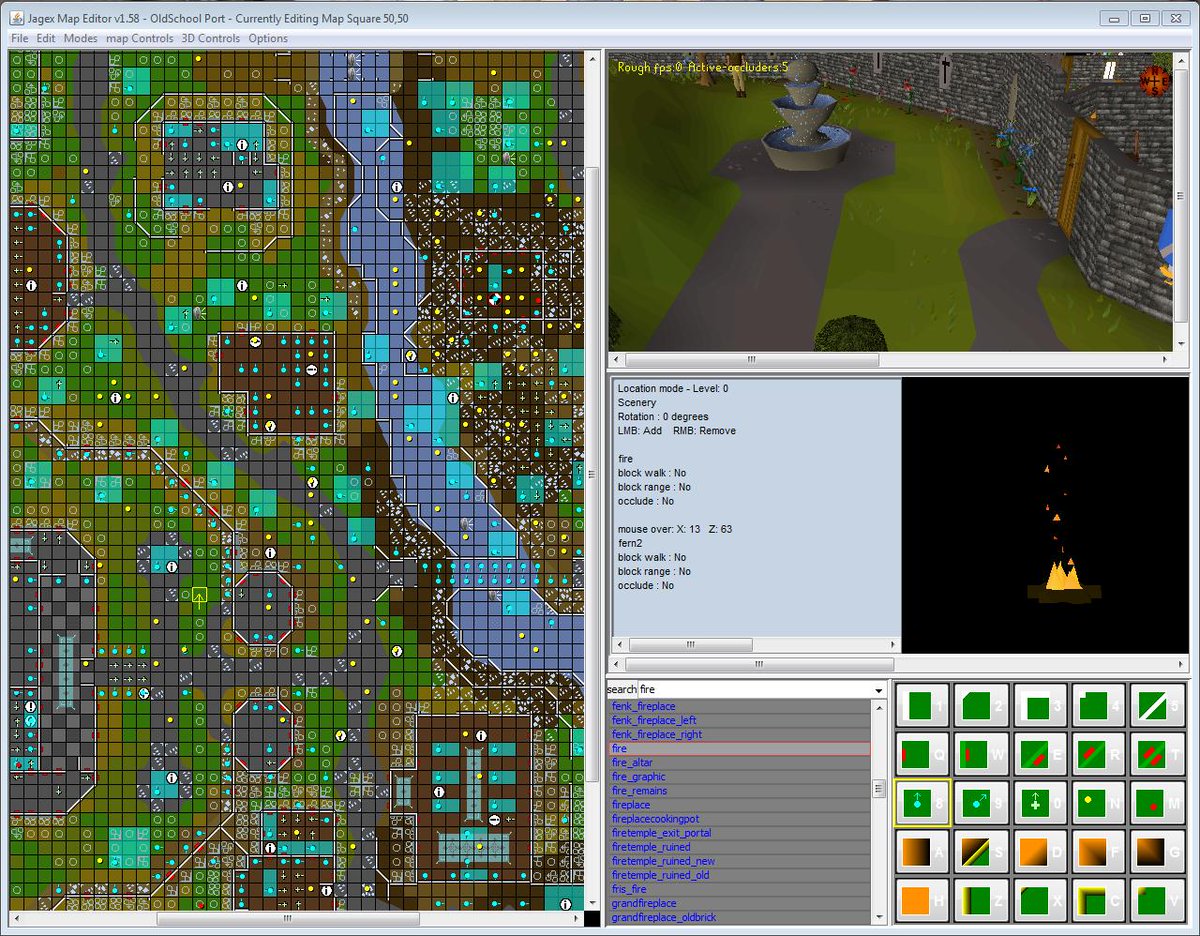 Jagex Map Editor v1.58 - OldSchool Port - Currently Editing Map Square 50,50
File Edit Modes map Controls 3D Controls Options
Rough fps:0 Active-occluders:5
N
W E
S
Location mode - Level: 0
Scenery
Rotation : 0 degrees
LMB: Add RMB: Remove
fire
block walk : No
block range : No
occlude : No
mouse over: X: 13 Z: 63
fern2
block walk : No
block range : No
occlude : No
search fire
fenk_fireplace
fenk_fireplace_left
fenk_fireplace_right
fire
fire_altar
fire_graphic
fire_remains
fireplace
fireplacecookingpot
firetemple_exit_portal
firetemple_ruined
firetemple_ruined_new
firetemple_ruined_old
fris_fire
grandfireplace
grandfireplace_oldbrick
1 2 3 4 5
Q W E R T
8 9 0 N M
A S D F G
H Z X C V